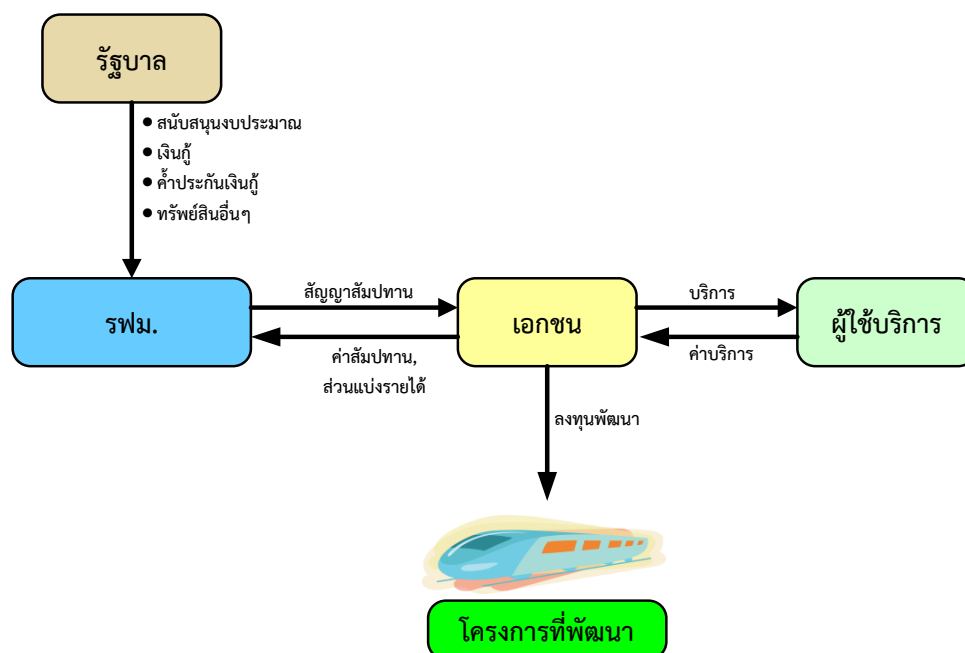 รัฐบาล
● สนับสนุนงบประมาณ
● เงินกู้
● ค้ำประกันเงินกู้
● ทรัพย์สินอื่นๆ
รฟม.
สัญญาสัมปทาน
ค่าสัมปทาน,
ส่วนแบ่งรายได้
เอกชน
บริการ
ค่าบริการ
ผู้ใช้บริการ
ลงทุนพัฒนา
โครงการที่พัฒนา